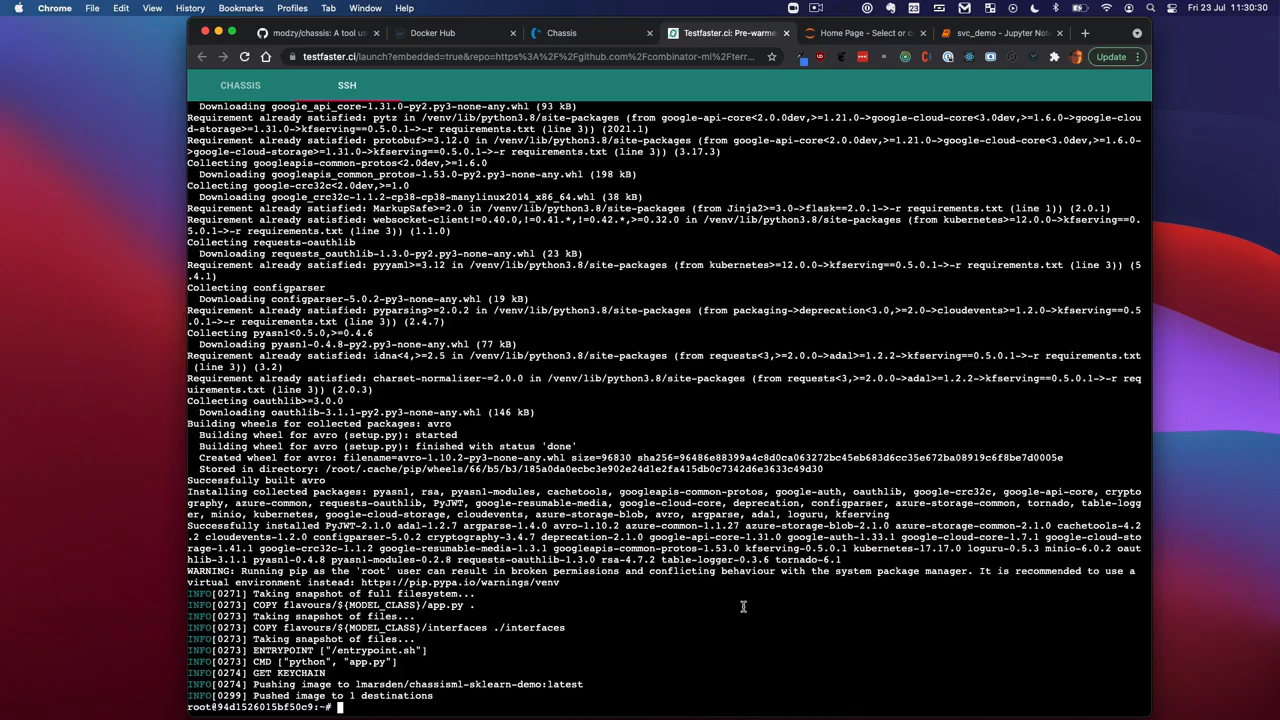 Chrome File Edit View History Bookmarks Profiles Tab Window Help 23 Fri 23 Jul 11:30:30
modzy/chassis: A tool us Docker Hub Chassis Testfaster.ci: Pre-warme Home Page - Select or c svc_demo - Jupyter Note
testfaster.ci/launch?embedded=true&repo=https%3A%2F%2Fgithub.com%2Fcombinator-ml%2Fterr... Update
CHASSIS SSH
Downloading google_api_core-1.31.0-py2.py3-none-any.whl (93 kB)
Requirement already satisfied: pytz in /venv/lib/python3.8/site-packages (from google-api-core<2.0.0dev,>=1.21.0->google-cloud-core<3.0dev,>=1.6.0->google-clou
d-storage>=1.31.0->kfserving==0.5.0.1->-r requirements.txt (line 3)) (2021.1)
Requirement already satisfied: protobuf>=3.12.0 in /venv/lib/python3.8/site-packages (from google-api-core<2.0.0dev,>=1.21.0->google-cloud-core<3.0dev,>=1.6.0-
>google-cloud-storage>=1.31.0->kfserving==0.5.0.1->-r requirements.txt (line 3)) (3.17.3)
Collecting googleapis-common-protos<2.0dev,>=1.6.0
Downloading googleapis_common_protos-1.53.0-py2.py3-none-any.whl (198 kB)
Collecting google-crc32c<2.0dev,>=1.0
Downloading google_crc32c-1.1.2-cp38-cp38-manylinux2014_x86_64.whl (38 kB)
Requirement already satisfied: MarkupSafe>=2.0 in /venv/lib/python3.8/site-packages (from Jinja2>=3.0->flask==2.0.1->-r requirements.txt (line 1)) (2.0.1)
Requirement already satisfied: websocket-client!=0.40.0,!=0.41.*,!=0.42.*,>=0.32.0 in /venv/lib/python3.8/site-packages (from kubernetes>=12.0.0->kfserving==0.
5.0.1->-r requirements.txt (line 3)) (1.1.0)
Collecting requests-oauthlib
Downloading requests_oauthlib-1.3.0-py2.py3-none-any.whl (23 kB)
Requirement already satisfied: pyyaml>=3.12 in /venv/lib/python3.8/site-packages (from kubernetes>=12.0.0->kfserving==0.5.0.1->-r requirements.txt (line 3)) (5
.4.1)
Collecting configparser
Downloading configparser-5.0.2-py3-none-any.whl (19 kB)
Requirement already satisfied: pyparsing>=2.0.2 in /venv/lib/python3.8/site-packages (from packaging->deprecation<3.0,>=2.0->cloudevents>=1.2.0->kfserving==0.5
.0.1->-r requirements.txt (line 3)) (2.4.7)
Collecting pyasn1<0.5.0,>=0.4.6
Downloading pyasn1-0.4.8-py2.py3-none-any.whl (77 kB)
Requirement already satisfied: idna<4,>=2.5 in /venv/lib/python3.8/site-packages (from requests<3,>=2.0.0->adal>=1.2.2->kfserving==0.5.0.1->-r requirements.txt
(line 3)) (3.2)
Requirement already satisfied: charset-normalizer~=2.0.0 in /venv/lib/python3.8/site-packages (from requests<3,>=2.0.0->adal>=1.2.2->kfserving==0.5.0.1->-r req
uirements.txt (line 3)) (2.0.3)
Collecting oauthlib>=3.0.0
Downloading oauthlib-3.1.1-py2.py3-none-any.whl (146 kB)
Building wheels for collected packages: avro
Building wheel for avro (setup.py): started
Building wheel for avro (setup.py): finished with status 'done'
Created wheel for avro: filename=avro-1.10.2-py3-none-any.whl size=96830 sha256=96486e88399a4c8d0ca063272bc45eb683d6cc35e672ba08919c6f8be7d0005e
Stored in directory: /root/.cache/pip/wheels/66/b5/b3/185a0da0ecbc3e902e24d1e2fa415db0c7342d6e3633c49d30
Successfully built avro
Installing collected packages: pyasn1, rsa, pyasn1-modules, cachetools, googleapis-common-protos, google-auth, oauthlib, google-crc32c, google-api-core, crypto
graphy, azure-common, requests-oauthlib, PyJWT, google-resumable-media, google-cloud-core, deprecation, configparser, azure-storage-common, tornado, table-logg
er, minio, kubernetes, google-cloud-storage, cloudevents, azure-storage-blob, avro, argparse, adal, loguru, kfserving
Successfully installed PyJWT-2.1.0 adal-1.2.7 argparse-1.4.0 avro-1.10.2 azure-common-1.1.27 azure-storage-blob-2.1.0 azure-storage-common-2.1.0 cachetools-4.2
.2 cloudevents-1.2.0 configparser-5.0.2 cryptography-3.4.7 deprecation-2.1.0 google-api-core-1.31.0 google-auth-1.33.1 google-cloud-core-1.7.1 google-cloud-sto
rage-1.41.1 google-crc32c-1.1.2 google-resumable-media-1.3.1 googleapis-common-protos-1.53.0 kfserving-0.5.0.1 kubernetes-17.17.0 loguru-0.5.3 minio-6.0.2 oaut
hlib-3.1.1 pyasn1-0.4.8 pyasn1-modules-0.2.8 requests-oauthlib-1.3.0 rsa-4.7.2 table-logger-0.3.6 tornado-6.1
WARNING: Running pip as the 'root' user can result in broken permissions and conflicting behaviour with the system package manager. It is recommended to use a
virtual environment instead: https://pip.pypa.io/warnings/venv
INFO[0271] Taking snapshot of full filesystem...
INFO[0273] COPY flavours/${MODEL_CLASS}/app.py .
INFO[0273] Taking snapshot of files...
INFO[0273] COPY flavours/${MODEL_CLASS}/interfaces ./interfaces
INFO[0273] Taking snapshot of files...
INFO[0273] ENTRYPOINT ["/entrypoint.sh"]
INFO[0273] CMD ["python", "app.py"]
INFO[0274] GET KEYCHAIN
INFO[0274] Pushing image to lmarsden/chassisml-sklearn-demo:latest
INFO[0299] Pushed image to 1 destinations
root@94d1526015bf50c9:~#